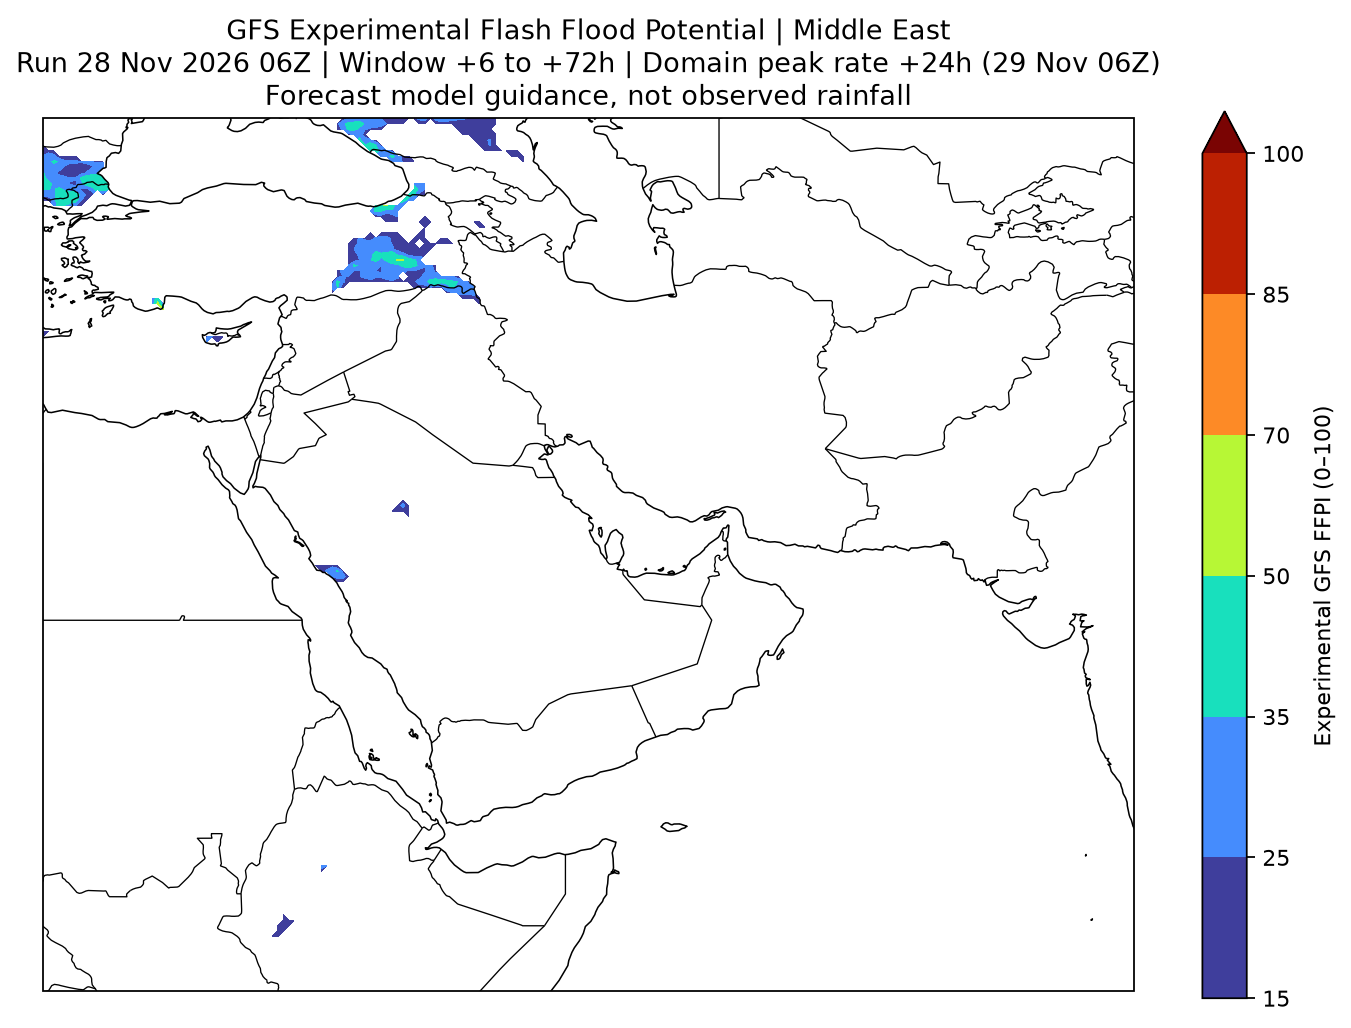 GFS Experimental Flash Flood Potential | Middle East
Run 28 Nov 2026 06Z | Window +6 to +72h | Domain peak rate +24h (29 Nov 06Z)
Forecast model guidance, not observed rainfall
100
85
70
50
35
25
15
Experimental GFS FFPI (0–100)